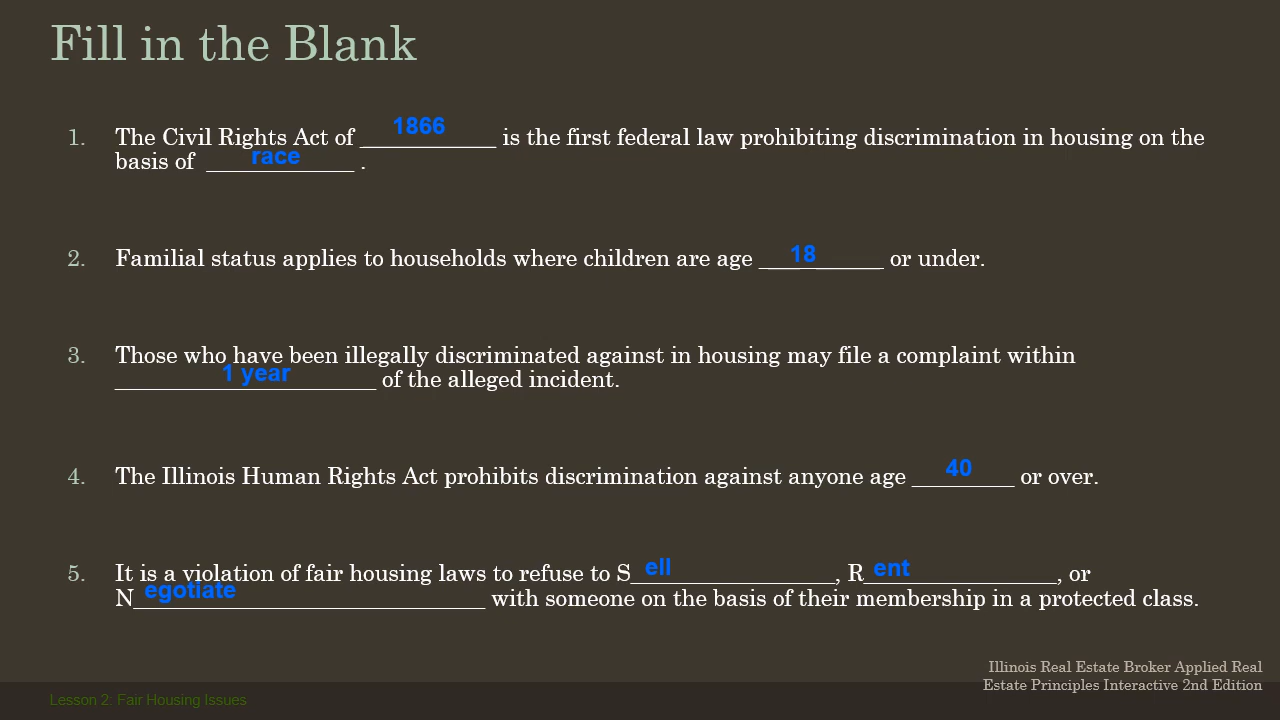 Fill in the Blank
1. The Civil Rights Act of 1866 is the first federal law prohibiting discrimination in housing on the
basis of race .
2. Familial status applies to households where children are age 18 or under.
3. Those who have been illegally discriminated against in housing may file a complaint within
1 year of the alleged incident.
4. The Illinois Human Rights Act prohibits discrimination against anyone age 40 or over.
5. It is a violation of fair housing laws to refuse to Sell, Rent, or
Negotiate with someone on the basis of their membership in a protected class.
Illinois Real Estate Broker Applied Real
Estate Principles Interactive 2nd Edition
Lesson 2: Fair Housing Issues